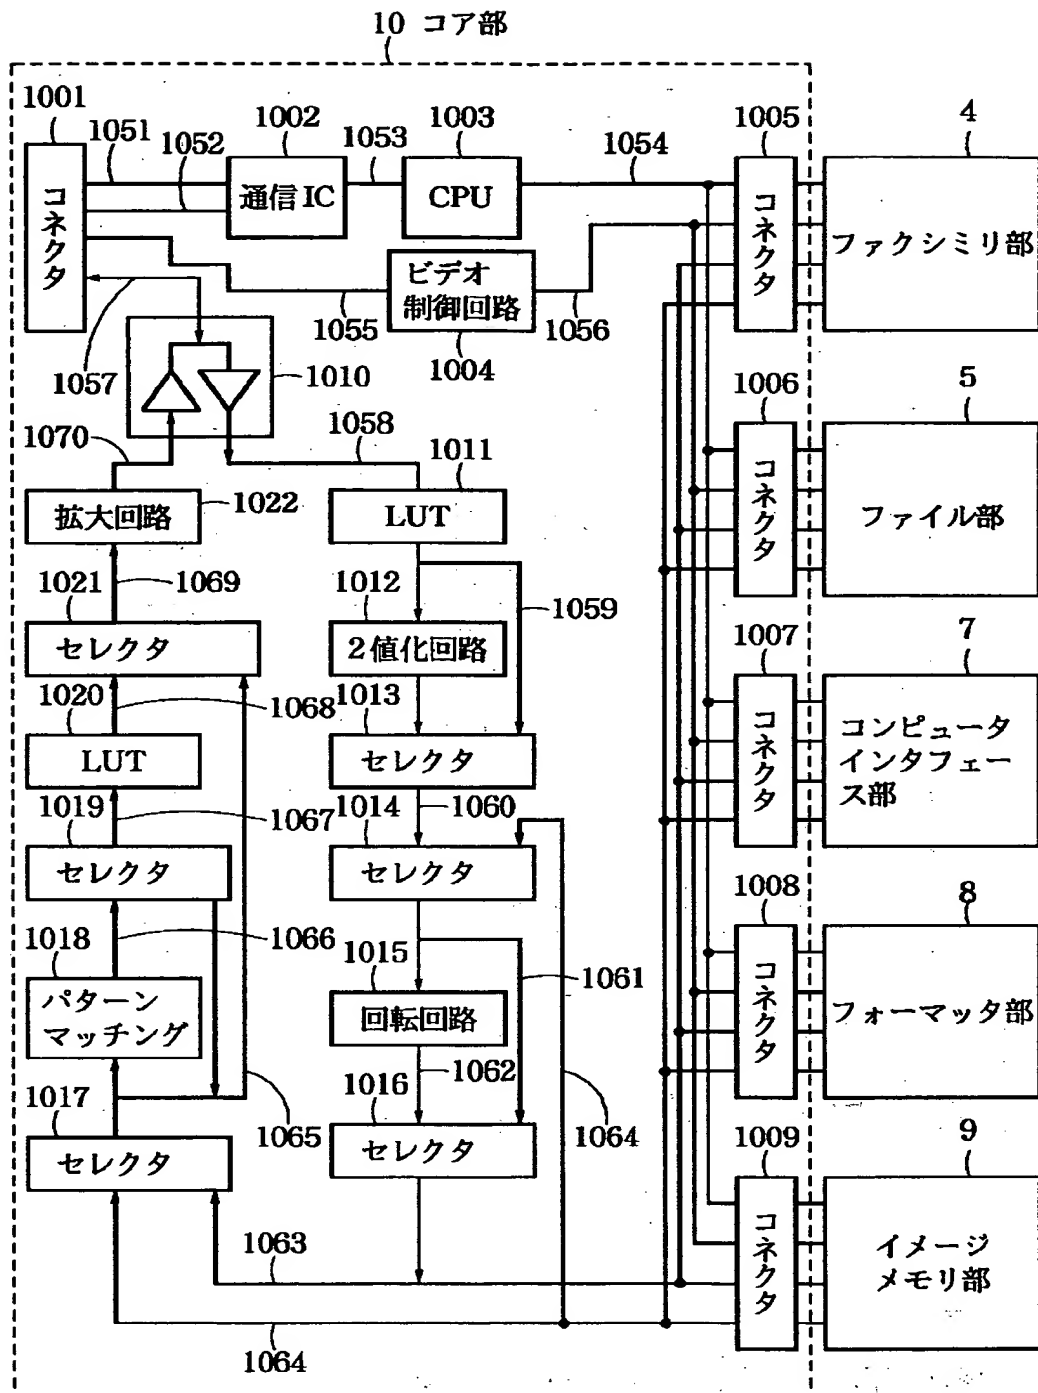 10 コア部
1001
1051
1052
1002
1053
1003
1054
1005
4
コネクタ
通信IC
CPU
コネクタ
ファクシミリ部
ビデオ
制御回路
1055
1056
1004
1057
1010
1006
5
1070
1058
1011
コネクタ
ファイル部
拡大回路
1022
LUT
1021
1069
1012
1059
セレクタ
2値化回路
1007
7
1020
1068
1013
コネクタ
コンピュータ
インタフェー
ス部
LUT
セレクタ
1019
1067
1014
1060
セレクタ
セレクタ
1008
8
1018
1066
1015
1061
コネクタ
フォーマッタ部
パターン
マッチング
回転回路
1017
1065
1016
1062
1064
1009
9
セレクタ
セレクタ
コネクタ
イメージ
メモリ部
1063
1064